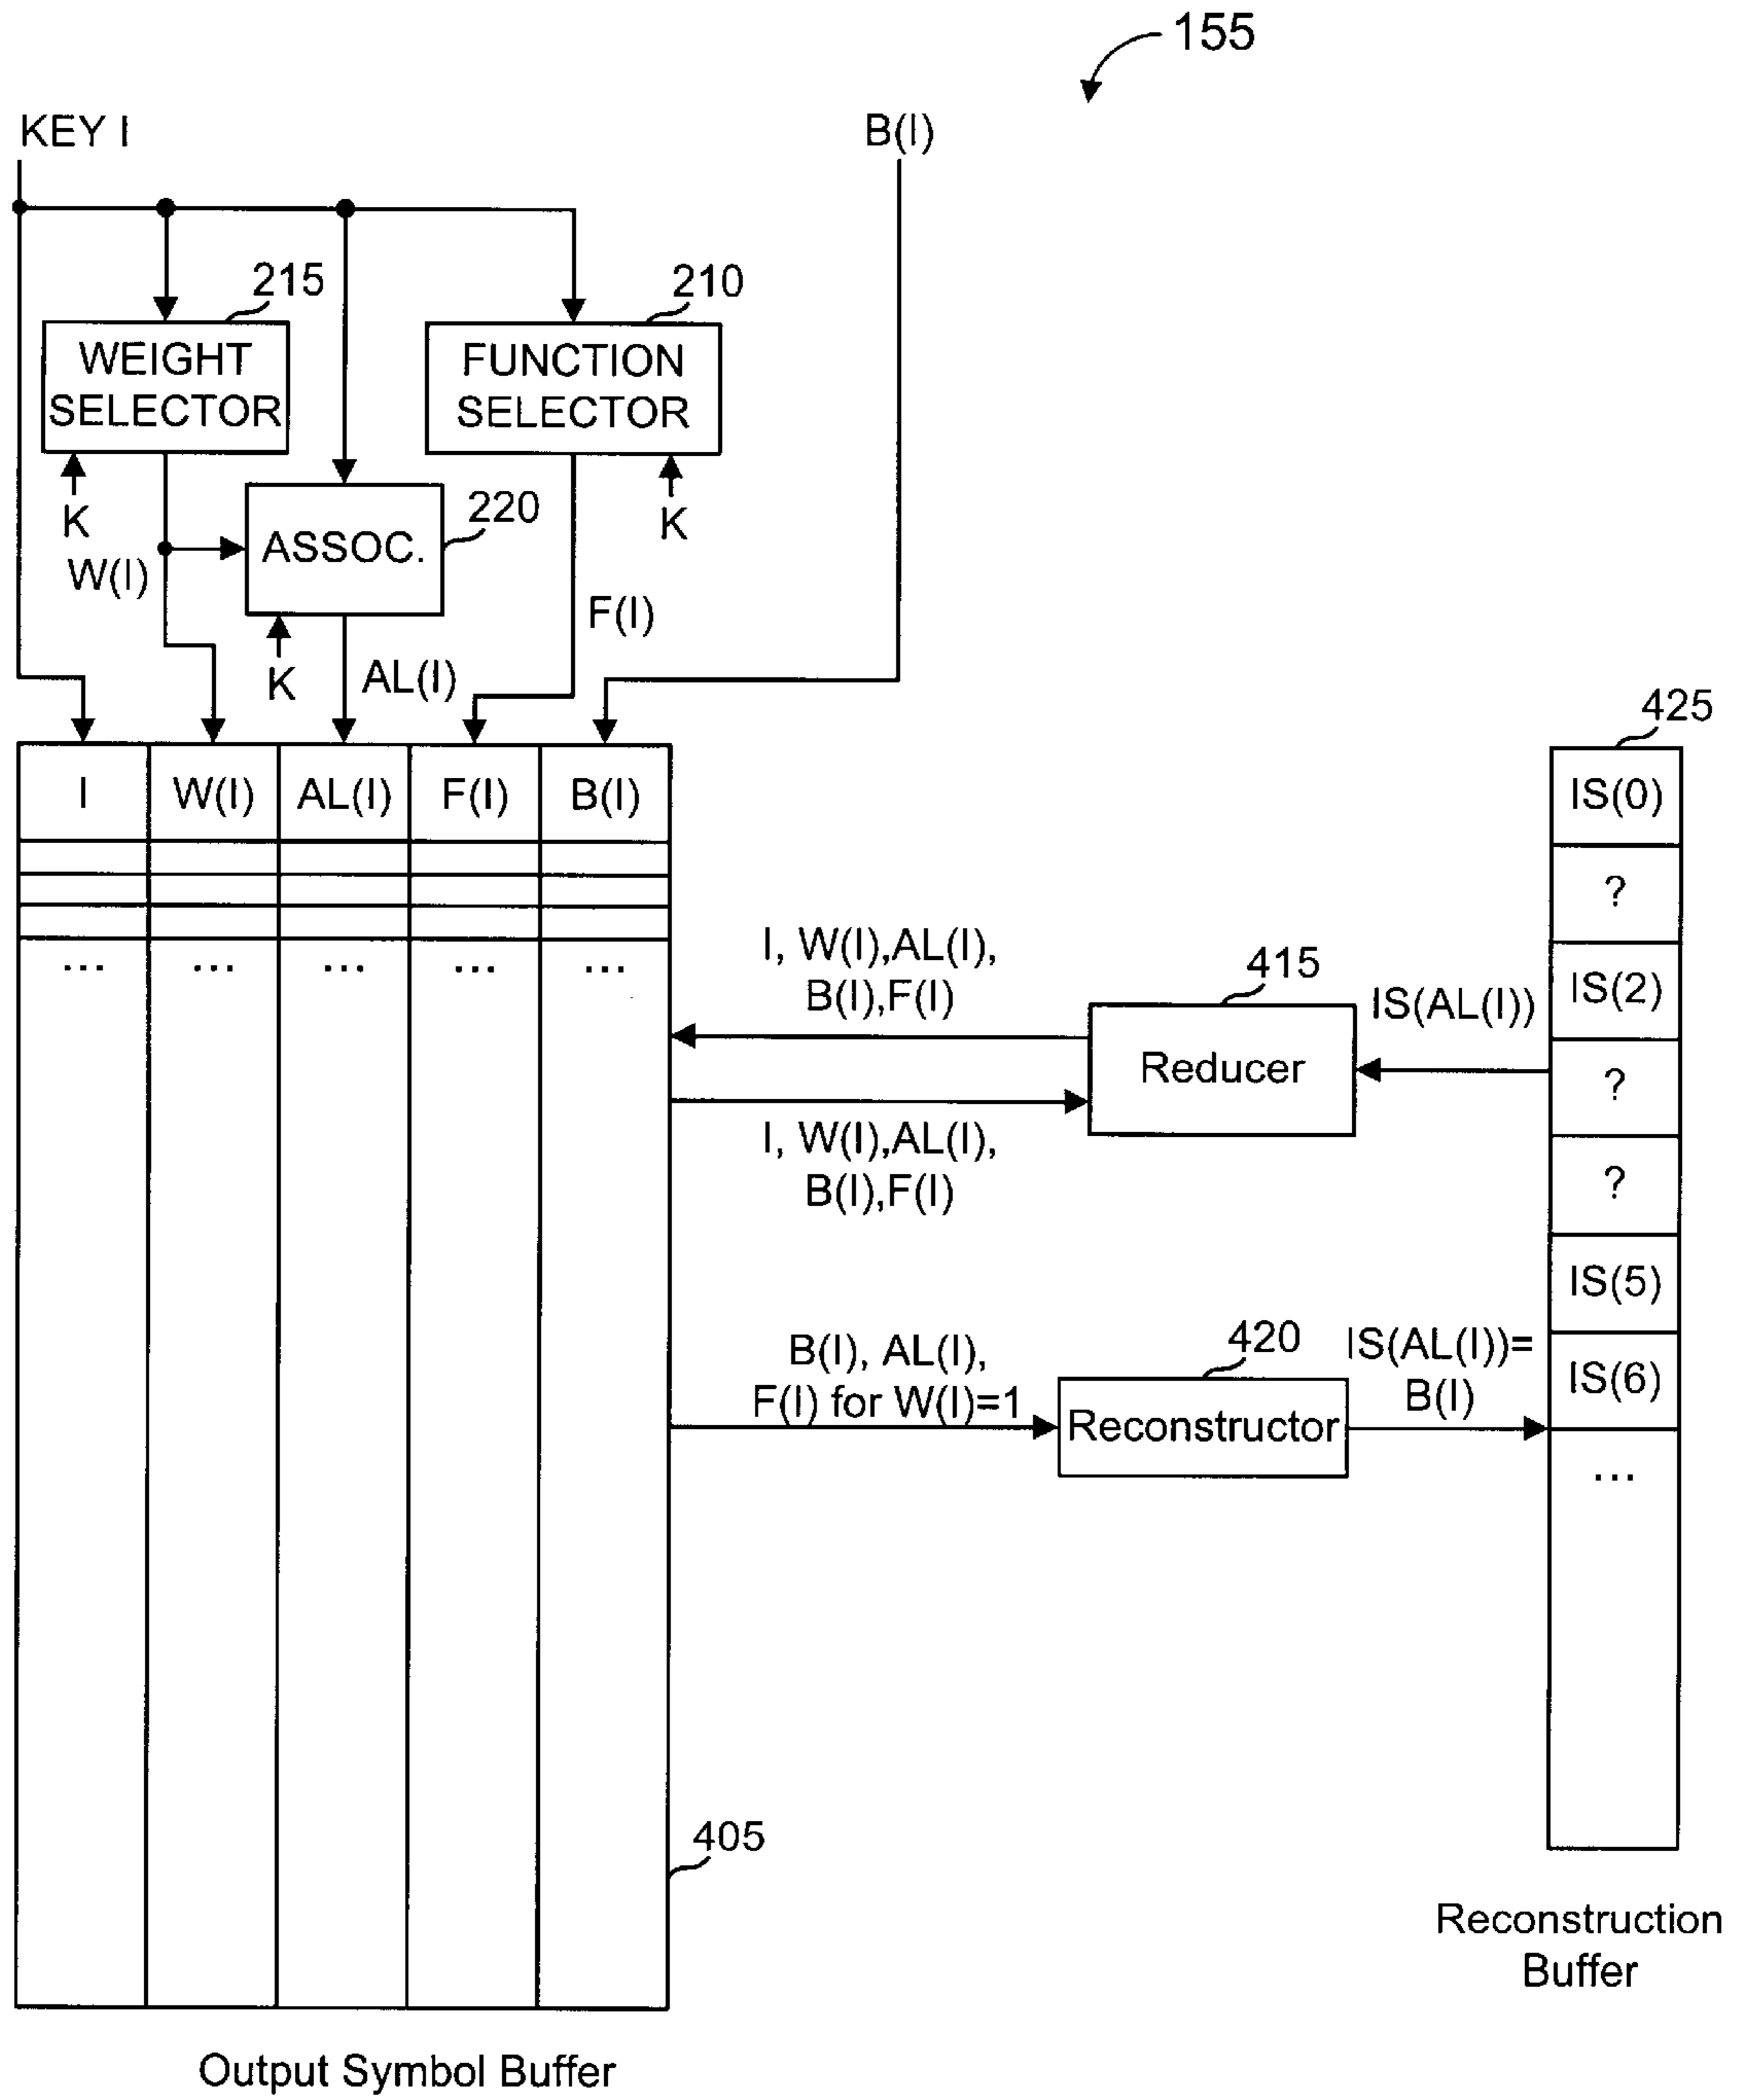 155
KEY I
B(I)
215
210
WEIGHT
SELECTOR
FUNCTION
SELECTOR
K
220
K
ASSOC.
W(I)
F(I)
K
AL(I)
425
I
W(I)
AL(I)
F(I)
B(I)
IS(0)
?
... ... ... ... ...
I, W(I),AL(I),
B(I),F(I)
415
IS(AL(I))
IS(2)
Reducer
?
I, W(I),AL(I),
B(I),F(I)
?
IS(5)
B(I), AL(I),
F(I) for W(I)=1
420
IS(AL(I))=
B(I)
IS(6)
Reconstructor
...
405
Reconstruction
Buffer
Output Symbol Buffer